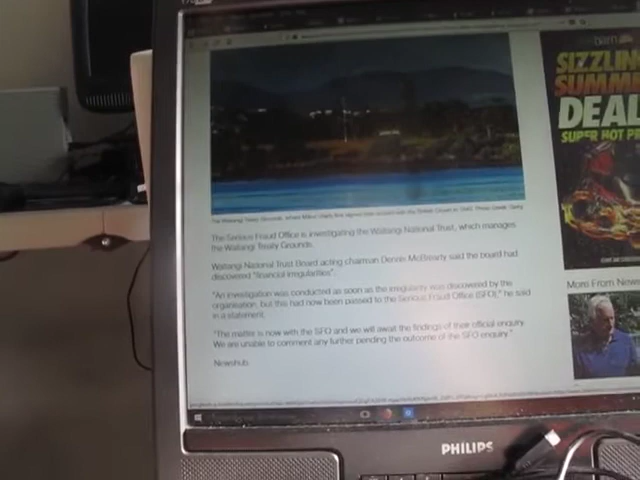 SIZZLING
SUMM
DEAL
SUPER HOT PR
The Serious Fraud Office is investigating the Waitangi National Trust, which manages
the Waitangi Treaty Grounds.
Waitangi National Trust Board acting chairman Dennis McBrearty said the board had
discovered "financial irregularities".
"An investigation was conducted as soon as the irregularity was discovered by the
organisation, but this had now been passed to the Serious Fraud Office (SFO)," he said
in a statement.
"The matter is now with the SFO and we will await the findings of their official enquiry.
We are unable to comment any further pending the outcome of the SFO enquiry."
Newshub.
More From News
PHILIPS